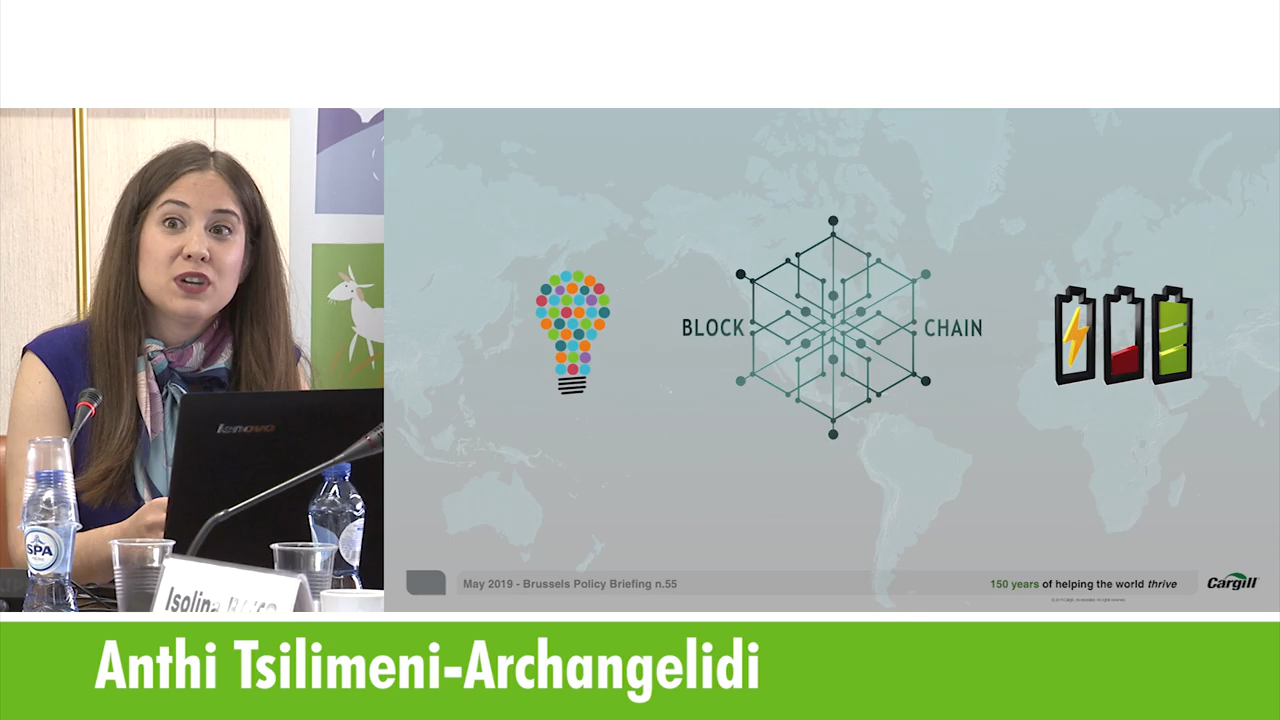 lenovo
SPA
Isolina
BLOCK
CHAIN
May 2019 - Brussels Policy Briefing n.55
150 years of helping the world thrive
Cargill
Anthi Tsilimeni-Archangelidi